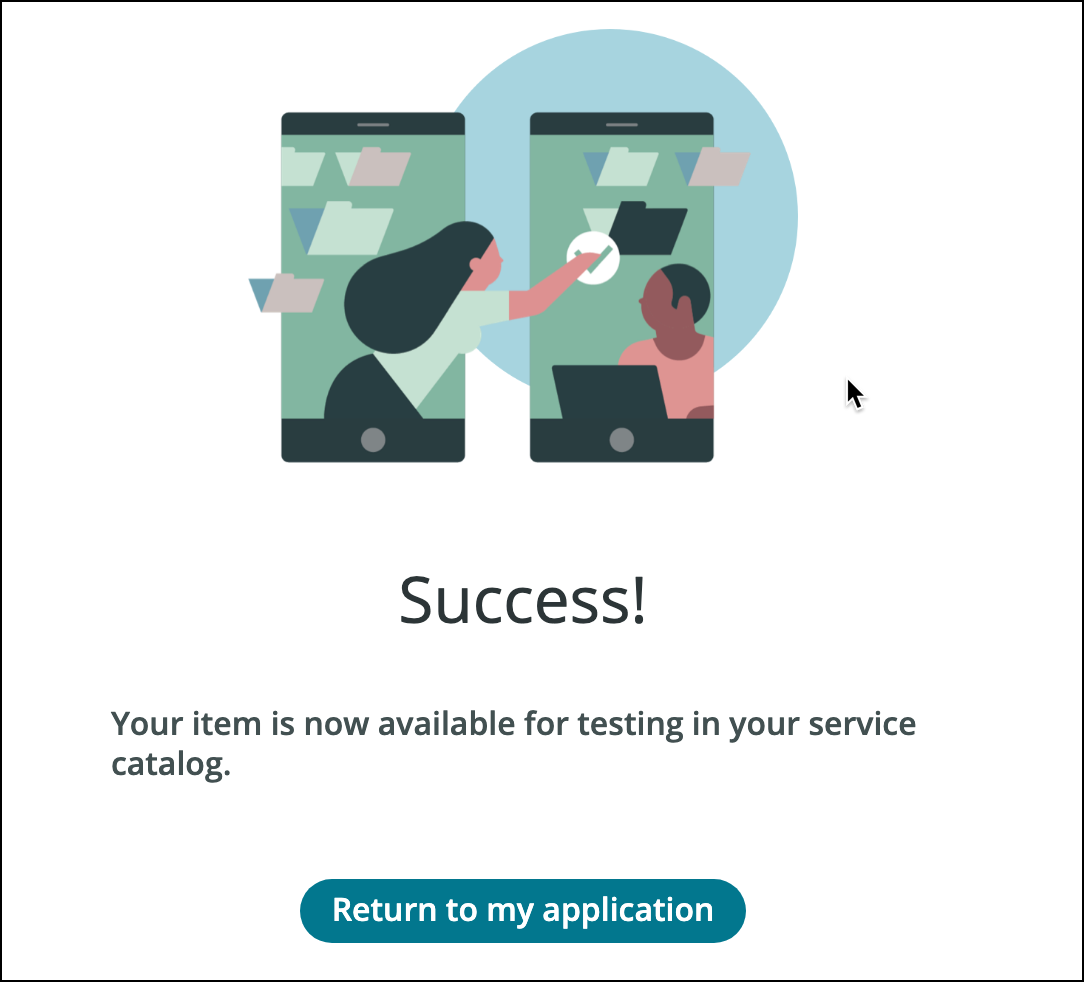 Success!
Your item is now available for testing in your service
catalog.
Return to my application